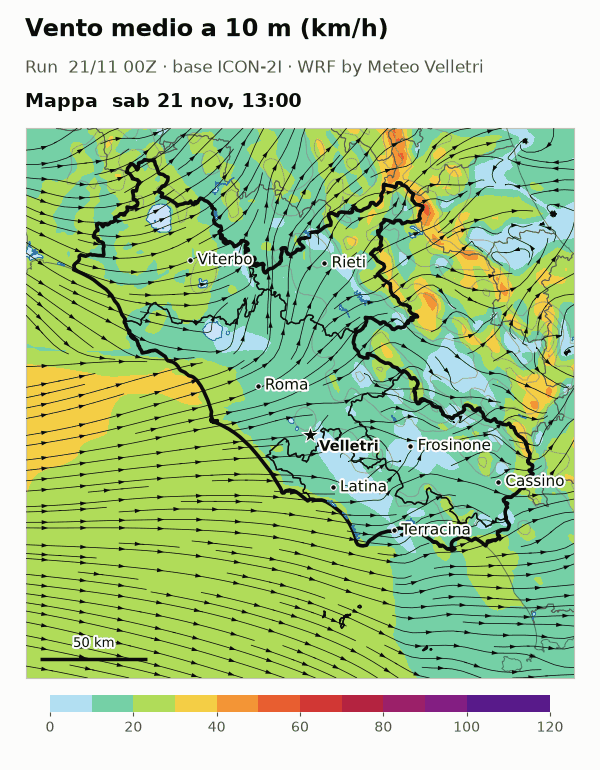 Vento medio a 10 m (km/h)
Run 21/11 00Z · base ICON-2I · WRF by Meteo Velletri
Mappa sab 21 nov, 13:00
Viterbo
Rieti
Roma
Velletri
Frosinone
Latina
Cassino
Terracina
50 km
0 20 40 60 80 100 120